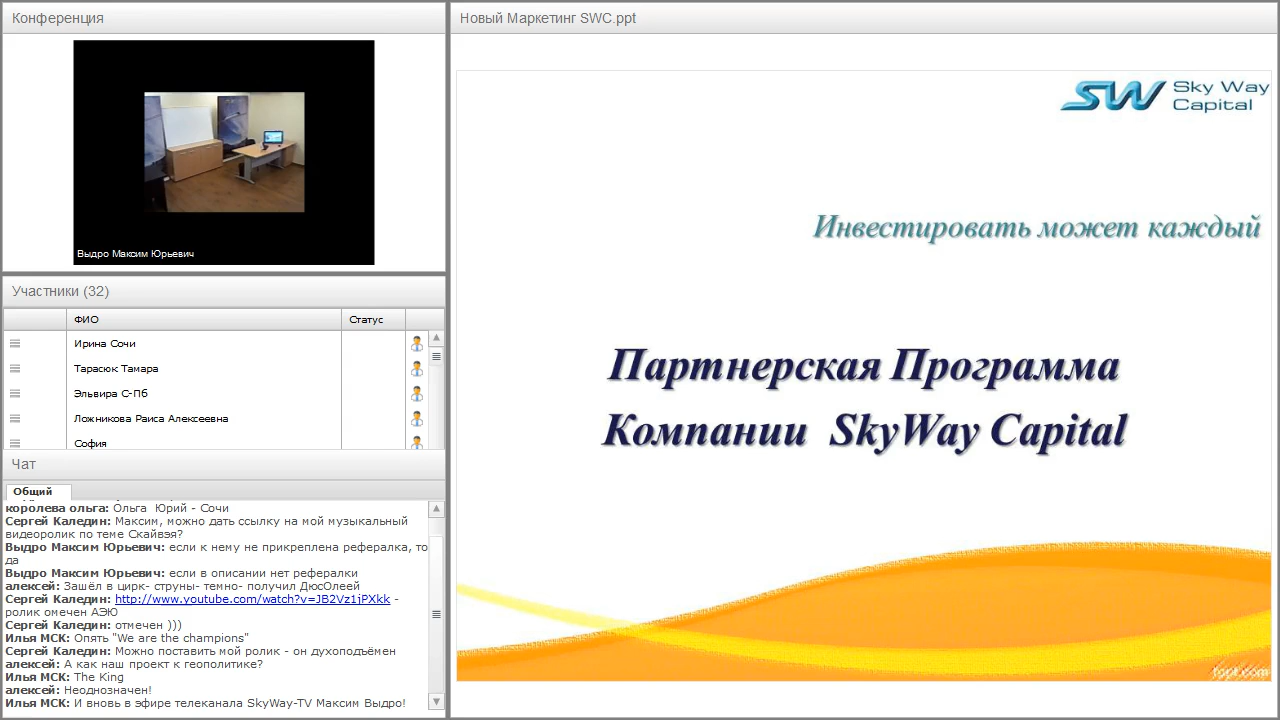 Конференция
Выдро Максим Юрьевич
Участники (32)
ФИО
Статус
Ирина Сочи
Тарасюк Тамара
Эльвира С-Пб
Ложникова Раиса Алексеевна
София
Чат
Общий
королева ольга: Ольга Юрий - Сочи
Сергей Каледин: Максим, можно дать ссылку на мой музыкальный
видеоролик по теме Скайвэя?
Выдро Максим Юрьевич: если к нему не прикреплена рефералка, то
да
Выдро Максим Юрьевич: если в описании нет рефералки
алексей: Зашёл в цирк- струны- темно- получил ДюсОлеей
Сергей Каледин: http://www.youtube.com/watch?v=JB2Vz1jPXkk -
ролик омечен АЭЮ
Сергей Каледин: отмечен )))
Илья МСК: Опять "We are the champions"
Сергей Каледин: Можно поставить мой ролик - он духоподъёмен
алексей: А как наш проект к геополитике?
Илья МСК: The King
алексей: Неоднозначен!
Илья МСК: И вновь в эфире телеканала SkyWay-TV Максим Выдро!
Новый Маркетинг SWC.ppt
SW Sky Way
Capital
Инвестировать может каждый
Партнерская Программа
Компании SkyWay Capital
fppt.com